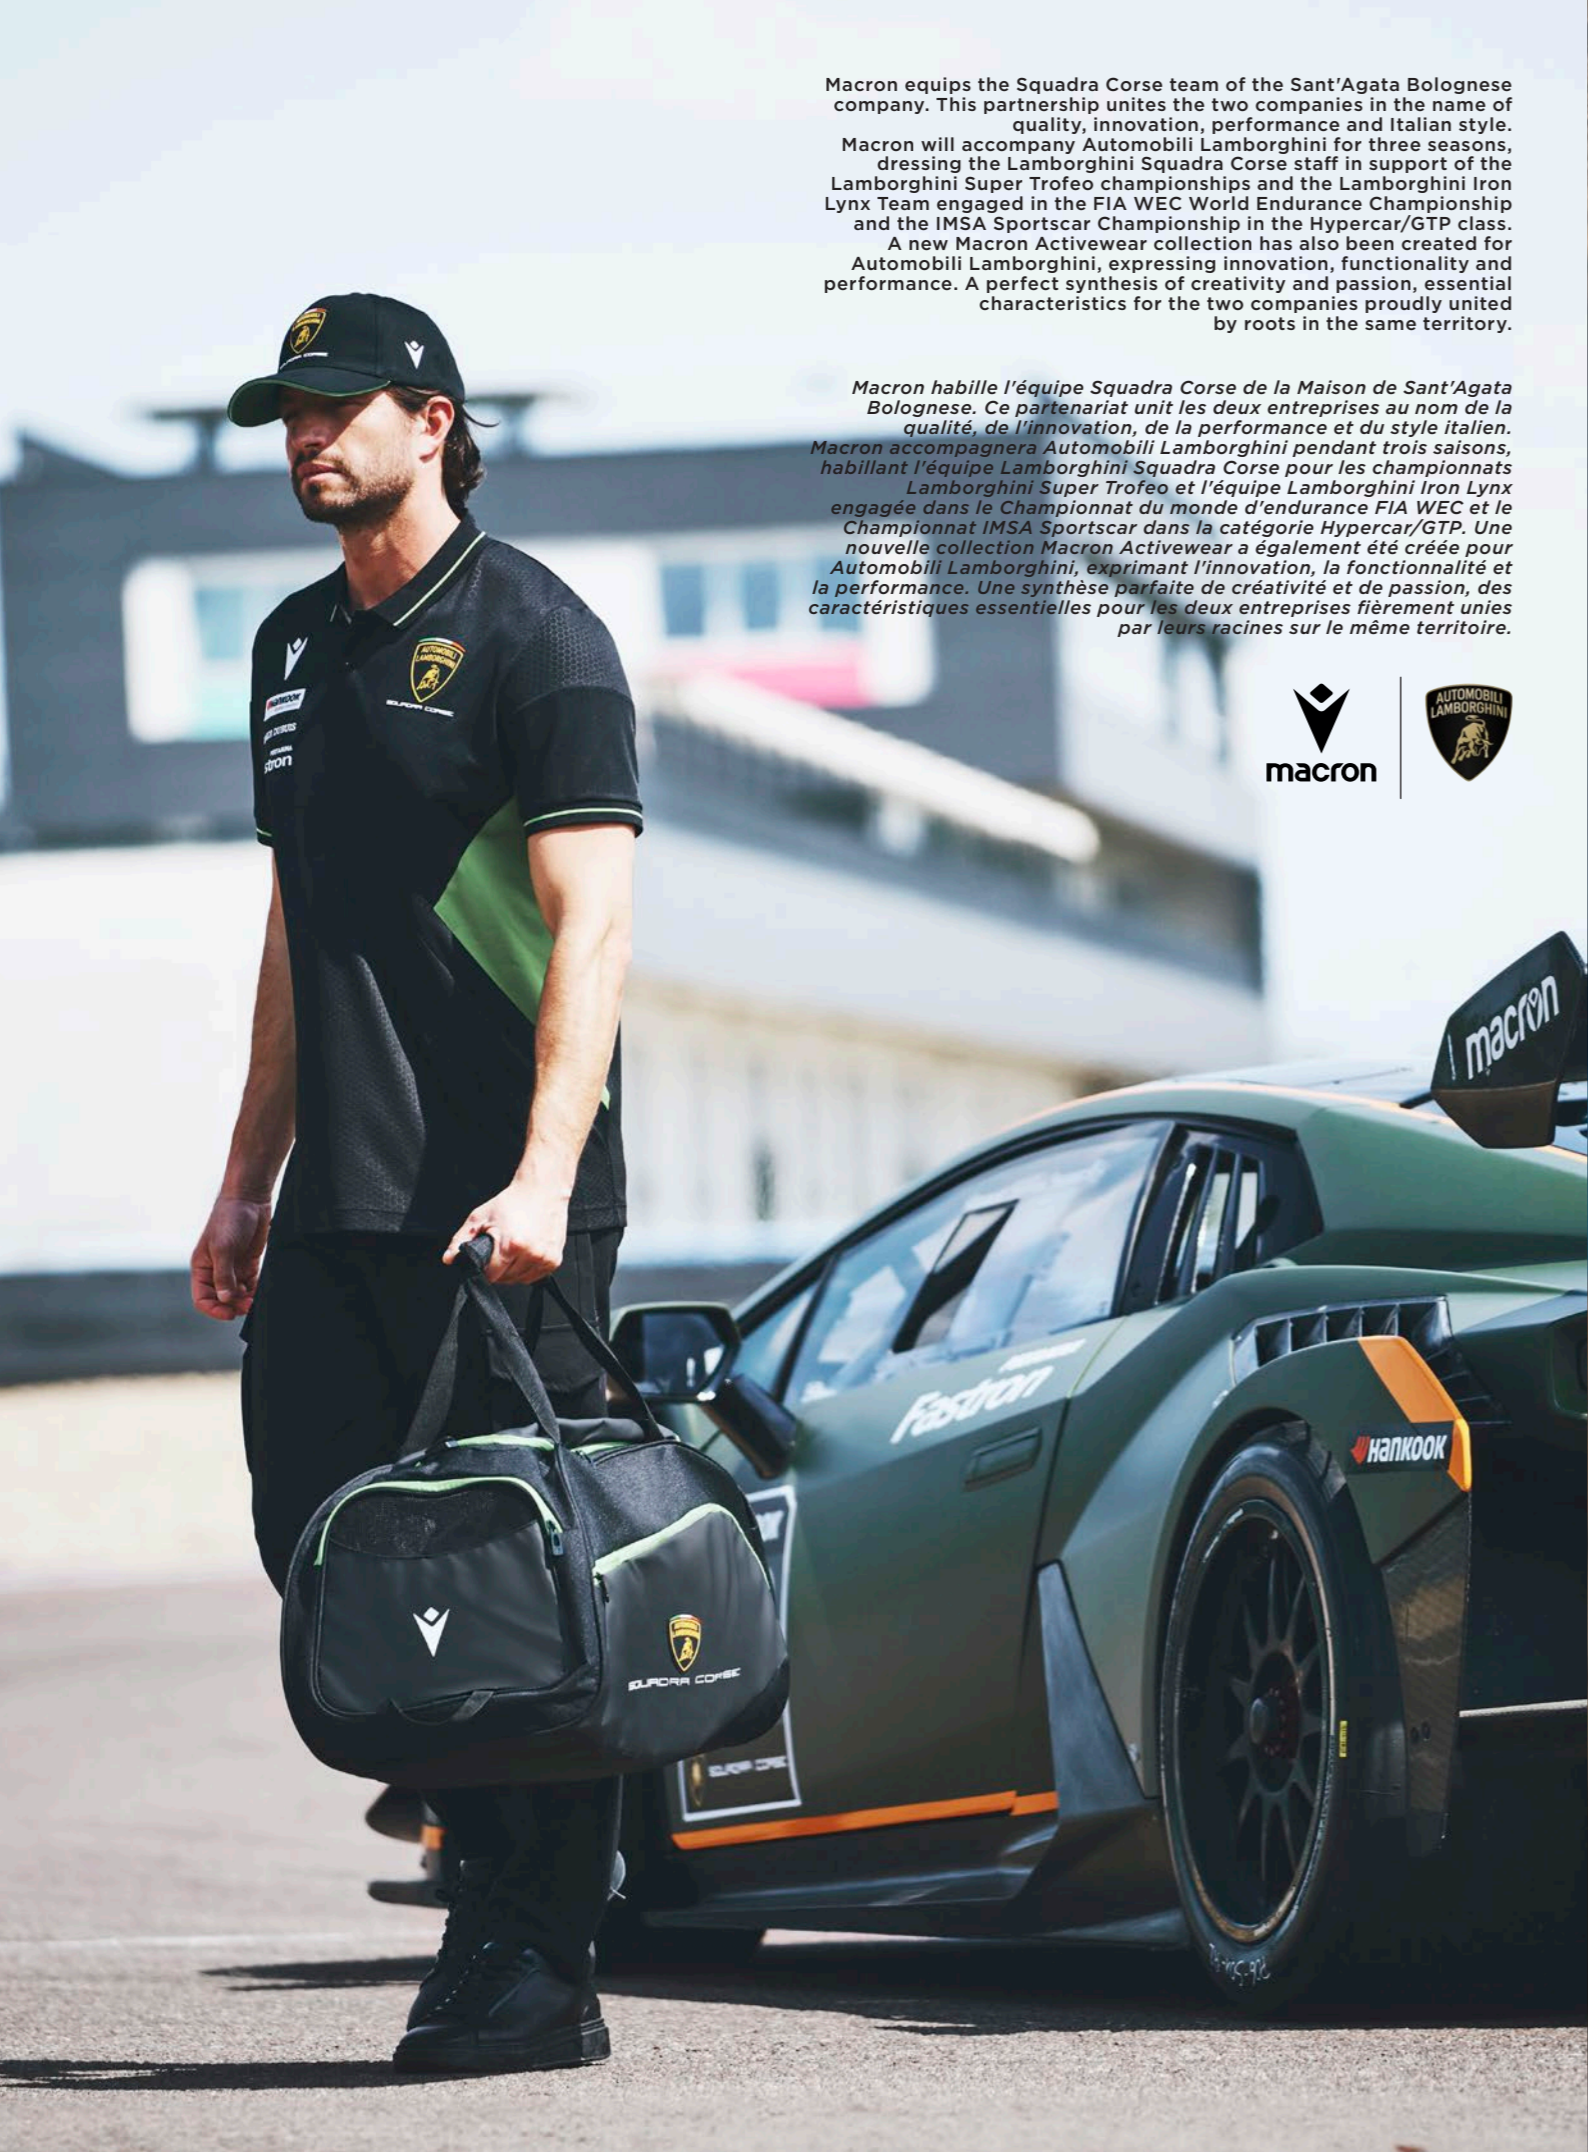 Macron equips the Squadra Corse team of the Sant'Agata Bolognese
company. This partnership unites the two companies in the name of
quality, innovation, performance and Italian style.
Macron will accompany Automobili Lamborghini for three seasons,
dressing the Lamborghini Squadra Corse staff in support of the
Lamborghini Super Trofeo championships and the Lamborghini Iron
Lynx Team engaged in the FIA WEC World Endurance Championship
and the IMSA Sportscar Championship in the Hypercar/GTP class.
A new Macron Activewear collection has also been created for
Automobili Lamborghini, expressing innovation, functionality and
performance. A perfect synthesis of creativity and passion, essential
characteristics for the two companies proudly united
by roots in the same territory.
Macron habille l'équipe Squadra Corse de la Maison de Sant'Agata
Bolognese. Ce partenariat unit les deux entreprises au nom de la
qualité, de l'innovation, de la performance et du style italien.
Macron accompagnera Automobili Lamborghini pendant trois saisons,
habillant l'équipe Lamborghini Squadra Corse pour les championnats
Lamborghini Super Trofeo et l'équipe Lamborghini Iron Lynx
engagée dans le Championnat du monde d'endurance FIA WEC et le
Championnat IMSA Sportscar dans la catégorie Hypercar/GTP. Une
nouvelle collection Macron Activewear a également été créée pour
Automobili Lamborghini, exprimant l'innovation, la fonctionnalité et
la performance. Une synthèse parfaite de créativité et de passion, des
caractéristiques essentielles pour les deux entreprises fièrement unies
par leurs racines sur le même territoire.
macron
AUTOMOBILI
LAMBORGHINI
AUTOMOBILI
LAMBORGHINI
SQUADRA CORSE
HANKOOK
stron
macron
Fastron
HANKOOK
SQUADRA CORSE